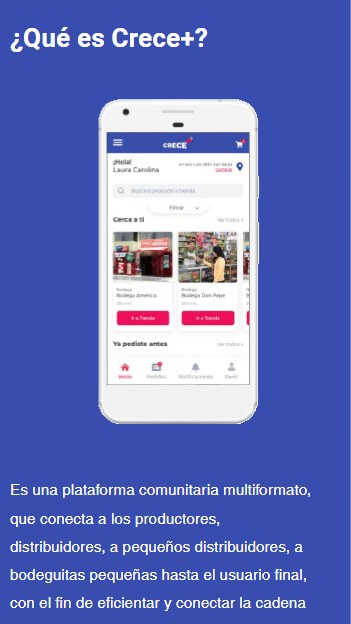 ¿Qué es Crece+?
CRECE
¡Hola!
Laura Carolina
Av San Luis 2801- San Borja
Cambiar
Busca el producto o tienda
Filtrar
Cerca a ti
Ver todos >
Bodega
Bodega América
Bodega
Bodega Don Pepe
Ir a Tienda
Ir a Tienda
Ya pediste antes
Ver todos >
Inicio
Pedidos
Notificaciones
Perfil
Es una plataforma comunitaria multiformato,
que conecta a los productores,
distribuidores, a pequeños distribuidores, a
bodeguitas pequeñas hasta el usuario final,
con el fin de eficientar y conectar la cadena